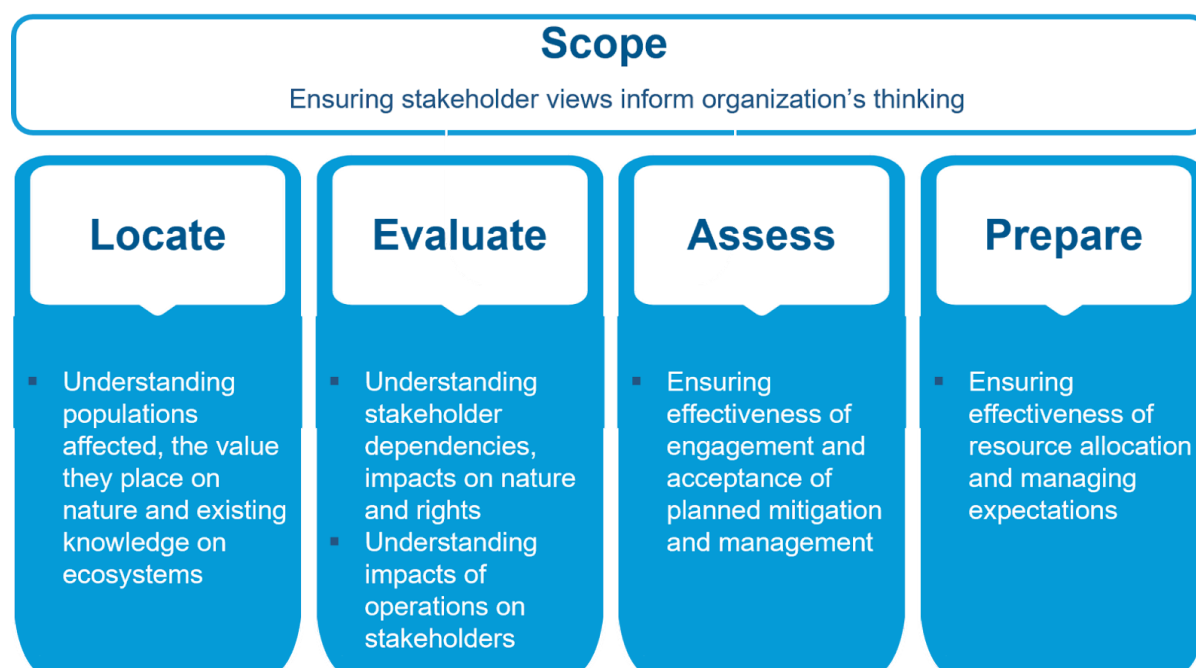 Scope
Ensuring stakeholder views inform organization's thinking
Locate
Understanding
populations
affected, the value
they place on
nature and existing
knowledge on
ecosystems
Evaluate
Understanding
stakeholder
dependencies,
impacts on nature
and rights
Understanding
impacts of
operations on
stakeholders
Assess
Ensuring
effectiveness of
engagement and
acceptance of
planned mitigation
and management
Prepare
Ensuring
effectiveness of
resource allocation
and managing
expectations